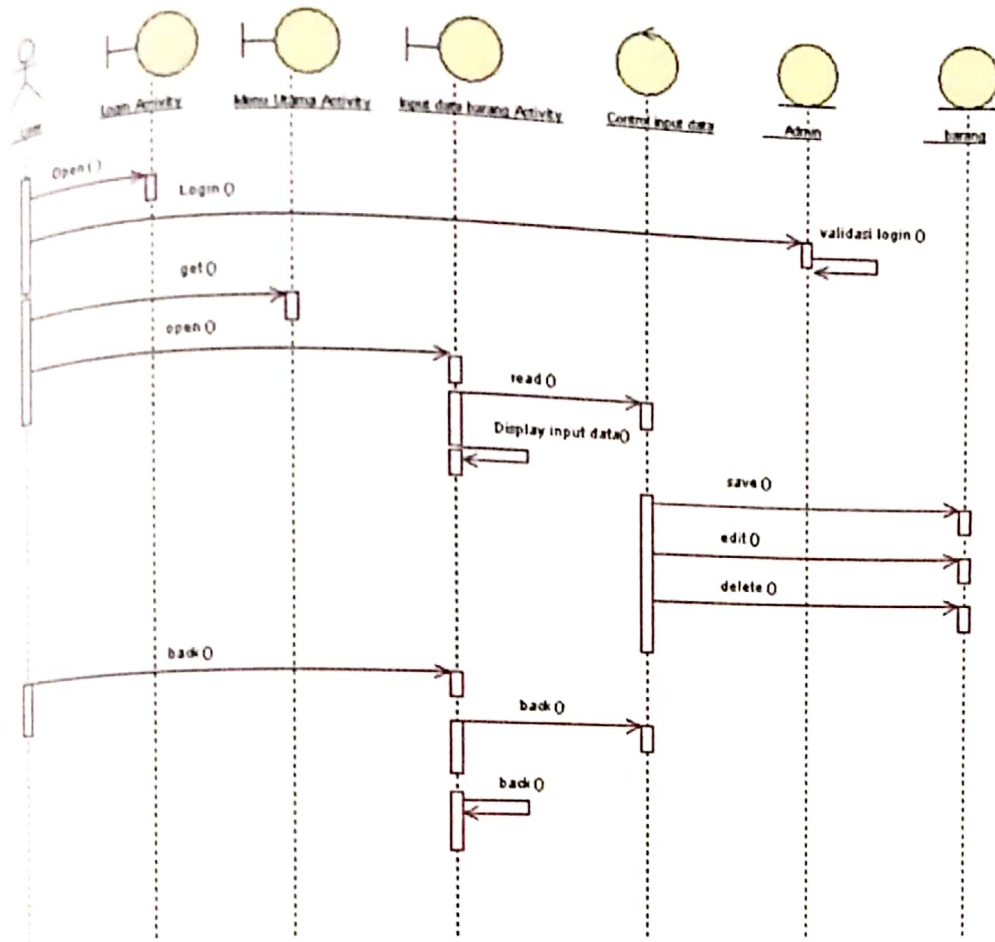 User
Login Activity
Menu Utama Activity
Input data barang Activity
Control input data
Admin
barang
Open ()
Login ()
validasi login ()
get ()
open ()
read ()
Display input data()
save ()
edit ()
delete ()
back ()
back ()
back ()